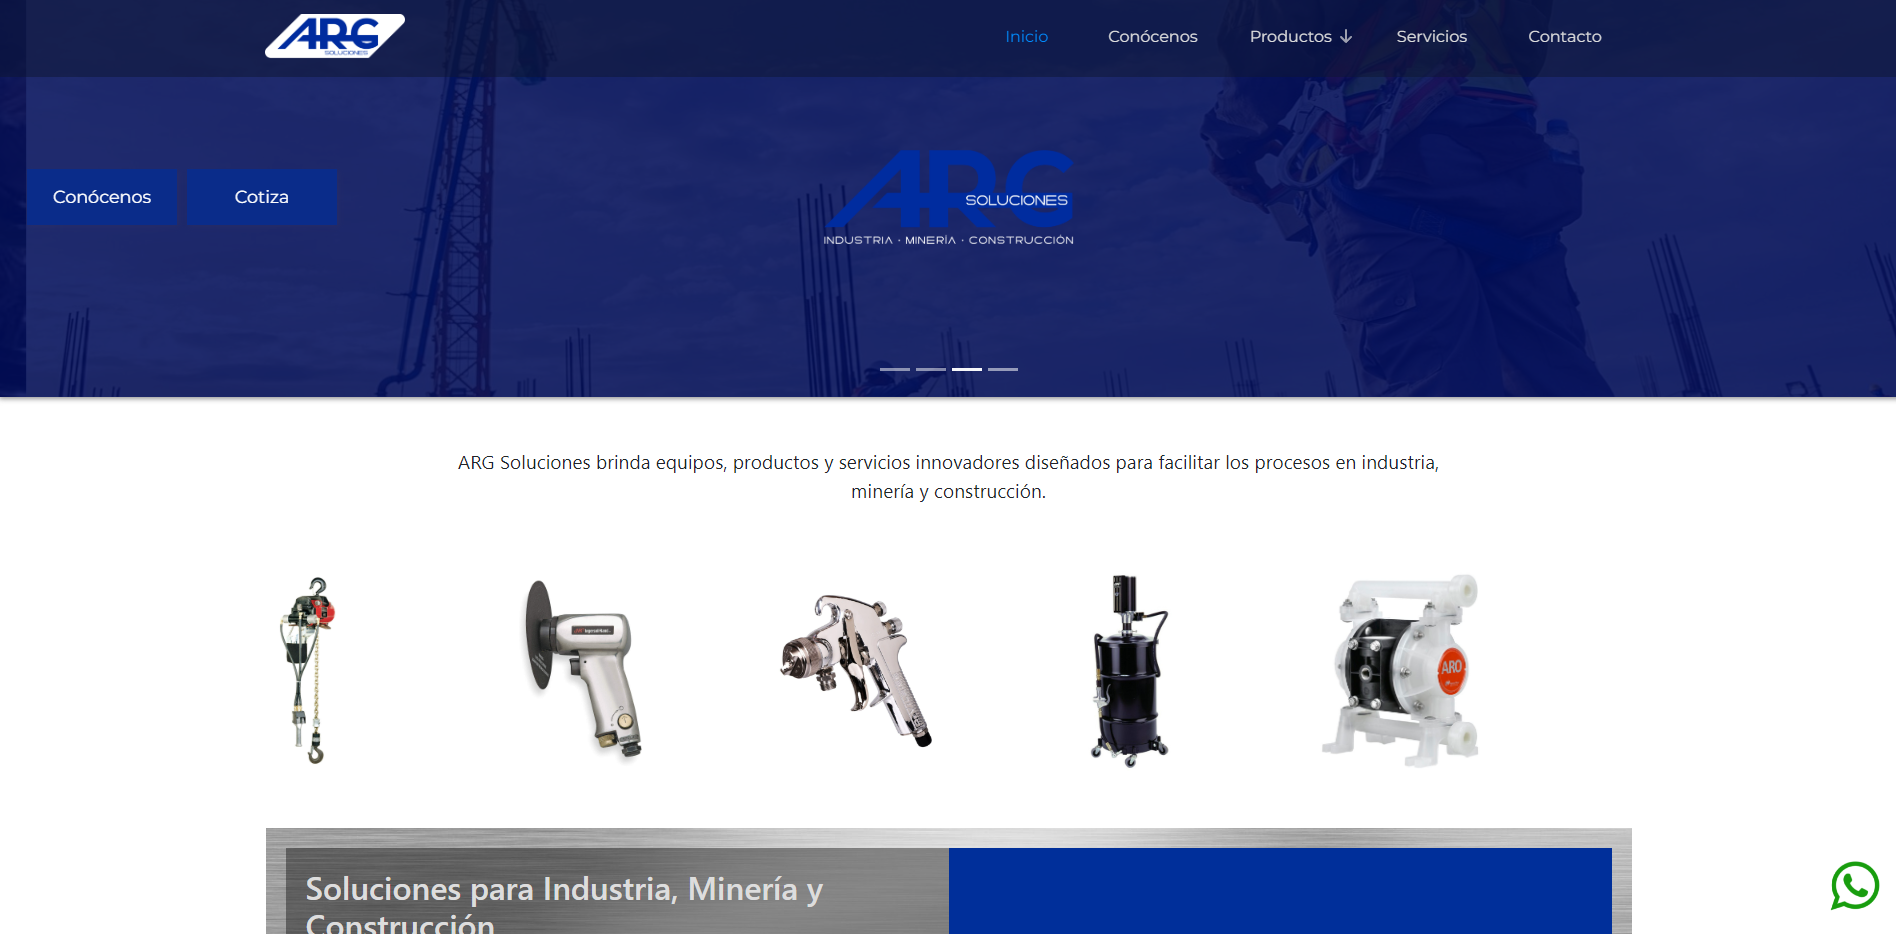 ARG
SOLUCIONES
Inicio
Conócenos
Productos
Servicios
Contacto
Conócenos
Cotiza
ARG
SOLUCIONES
INDUSTRIA · MINERÍA · CONSTRUCCIÓN
ARG Soluciones brinda equipos, productos y servicios innovadores diseñados para facilitar los procesos en industria,
minería y construcción.
ARO
Soluciones para Industria, Minería y
Construcción